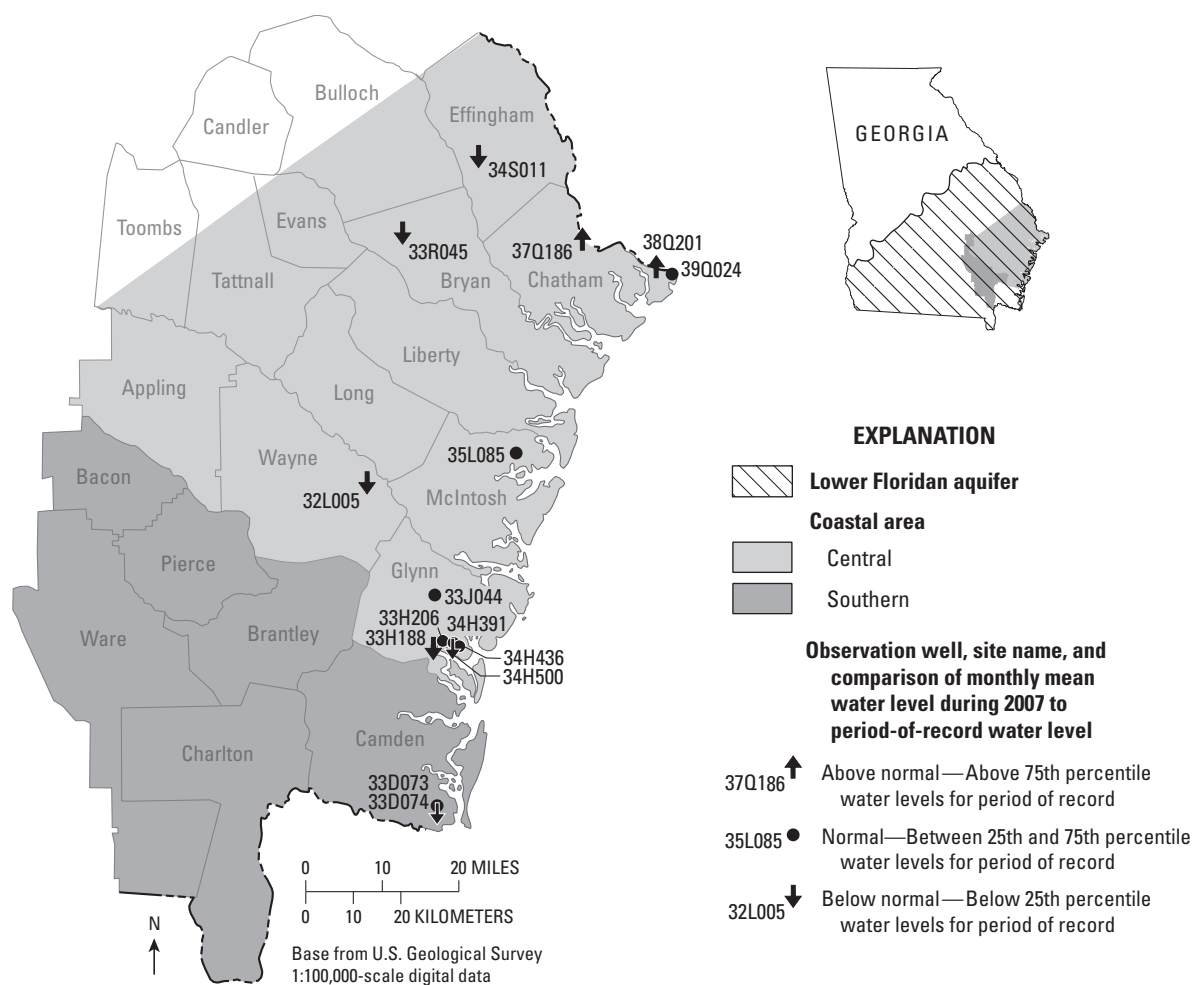 Bulloch
Effingham
Candler
34S011
Toombs
Evans
33R045
37Q186
38Q201
39Q024
Tattnall
Bryan
Chatham
Liberty
Appling
Long
Wayne
35L085
Bacon
32L005
McIntosh
Pierce
Glynn
33J044
33H206
34H391
33H188
Ware
Brantley
34H436
34H500
Charlton
Camden
33D073
33D074
0 10 20 MILES
0 10 20 KILOMETERS
N
Base from U.S. Geological Survey
1:100,000-scale digital data
GEORGIA
EXPLANATION
Lower Floridan aquifer
Coastal area
Central
Southern
Observation well, site name, and
comparison of monthly mean
water level during 2007 to
period-of-record water level
37Q186 Above normal—Above 75th percentile
water levels for period of record
35L085 Normal—Between 25th and 75th percentile
water levels for period of record
32L005 Below normal—Below 25th percentile
water levels for period of record